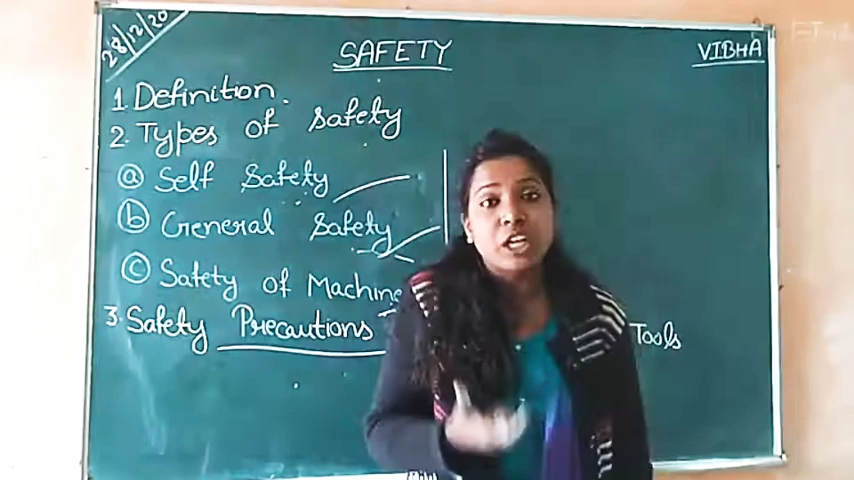 28/12/20
SAFETY
VIBHA
1. Definition.
2. Types of safety
(a) Self Safety
(b) General Safety
(c) Safety of Machine
3. Safety Precautions
Tools